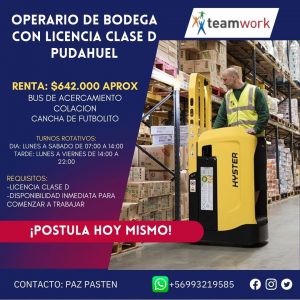 OPERARIO DE BODEGA
CON LICENCIA CLASE D
PUDAHUEL
teamwork
RENTA: $642.000 APROX
BUS DE ACERCAMIENTO
COLACION
CANCHA DE FUTBOLITO
TURNOS ROTATIVOS:
DIA: LUNES A SABADO DE 07:00 A 14:00
TARDE: LUNES A VIERNES DE 14:00 A
22:00
REQUISITOS:
-LICENCIA CLASE D
-DISPONIBILIDAD INMEDIATA PARA
COMENZAR A TRABAJAR
HYSTER
¡POSTULA HOY MISMO!
CONTACTO: PAZ PASTEN
+56993219585